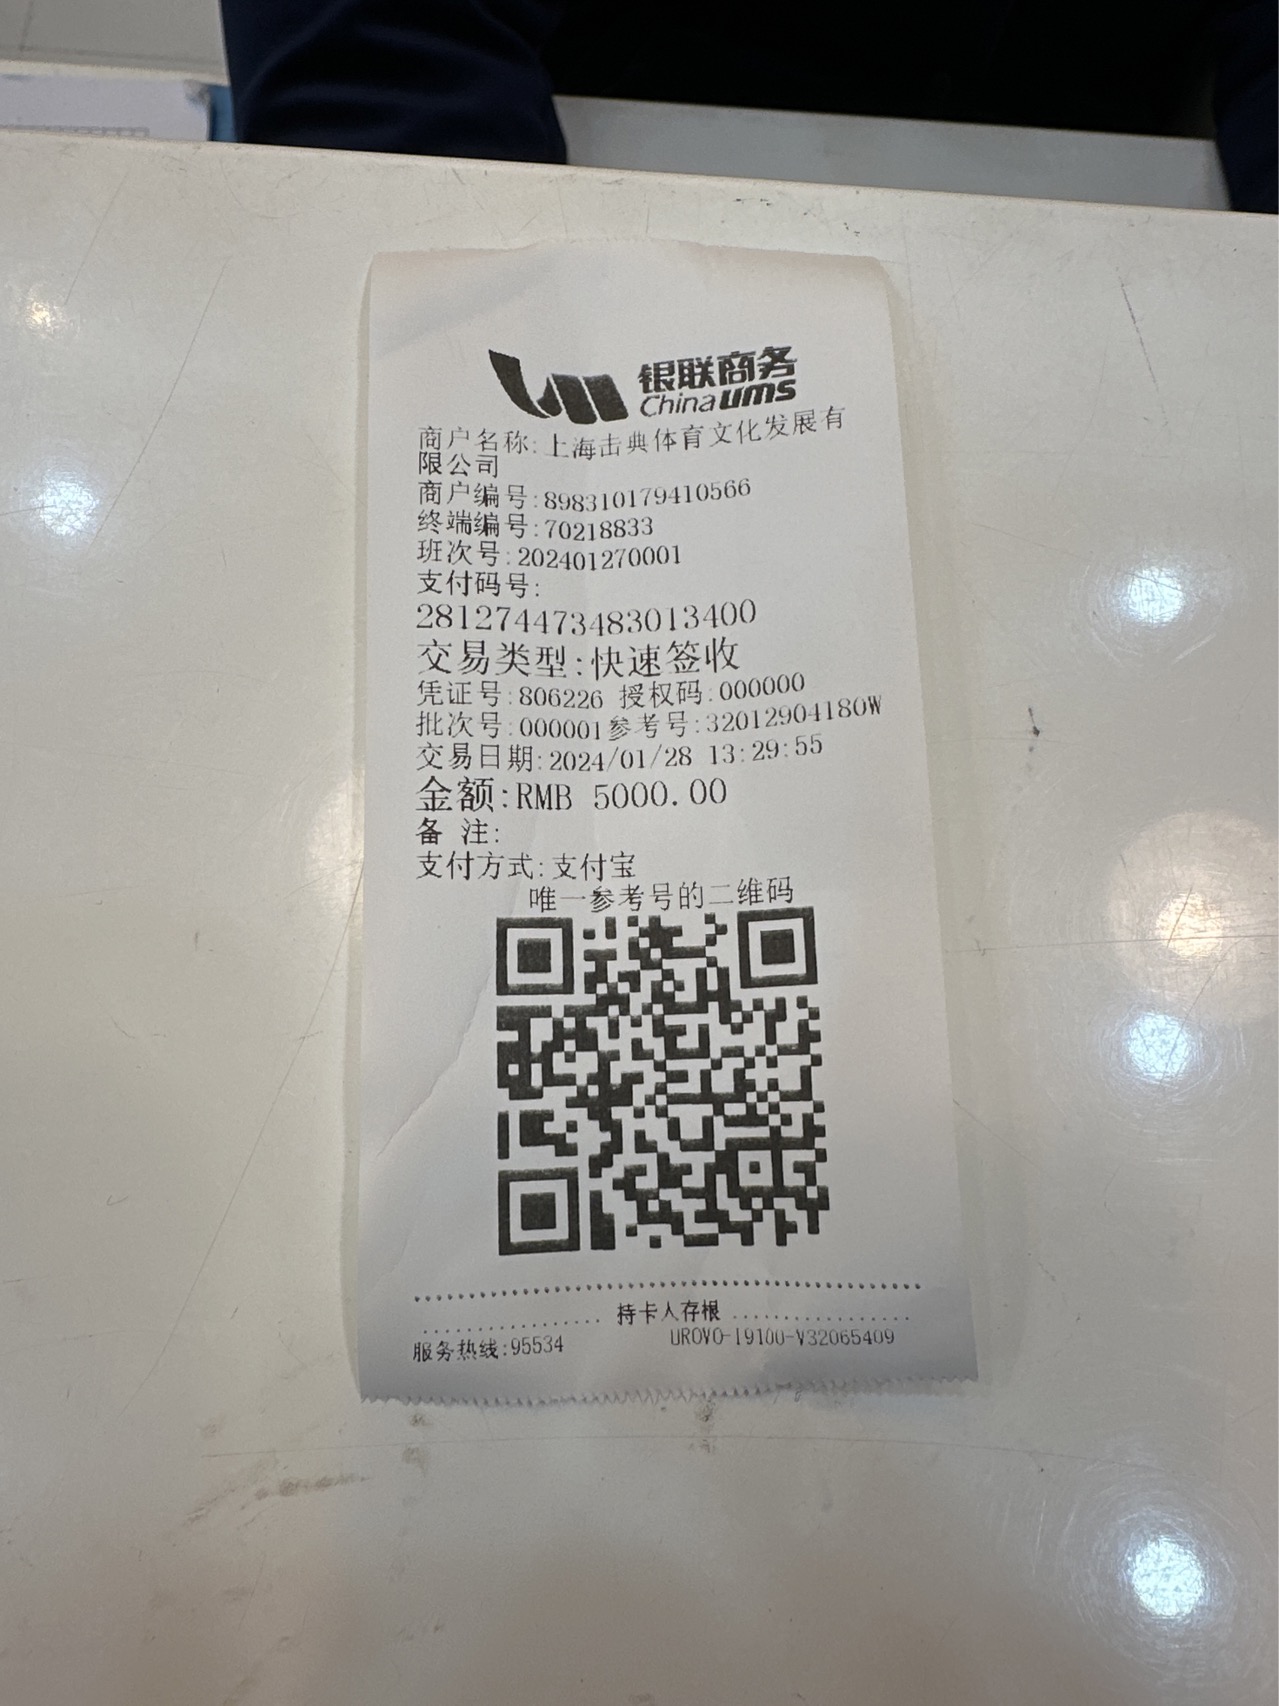 银联商务
China ums
商户名称:上海击典体育文化发展有
限公司
商户编号:898310179410566
终端编号:70218833
班次号:202401270001
支付码号:
281274473483013400
交易类型:快速签收
凭证号:806226 授权码:000000
批次号:000001参考号:32012904180W
交易日期:2024/01/28 13:29:55
金额:RMB 5000.00
备 注:
支付方式:支付宝
唯一参考号的二维码
持卡人存根
服务热线:95534 UROVO-I9100-V32065409